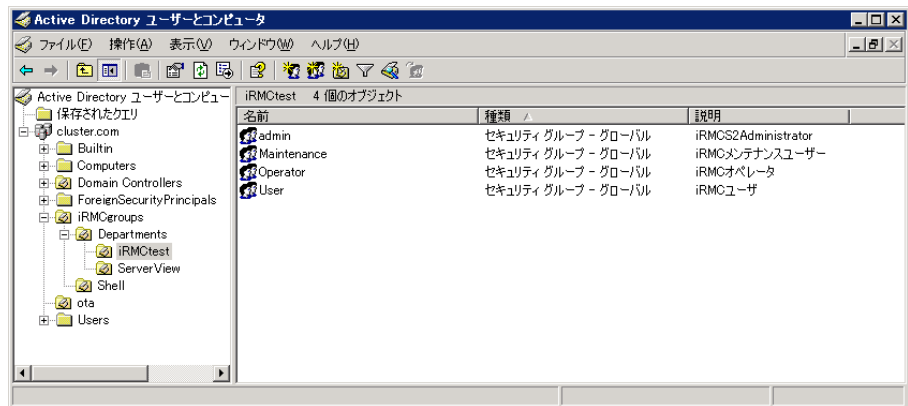 Active Directory ユーザーとコンピュータ
ファイル(F) 操作(A) 表示(V) ウィンドウ(W) ヘルプ(H)
Active Directory ユーザーとコンピュー
iRMCtest 4 個のオブジェクト
保存されたクエリ
cluster.com
Builtin
Computers
Domain Controllers
ForeignSecurityPrincipals
iRMCgroups
Departments
iRMCtest
ServerView
Shell
ota
Users
名前 種類 説明
admin セキュリティ グループ - グローバル iRMCS2Administrator
Maintenance セキュリティ グループ - グローバル iRMCメンテナンスユーザー
Operator セキュリティ グループ - グローバル iRMCオペレータ
User セキュリティ グループ - グローバル iRMCユーザ